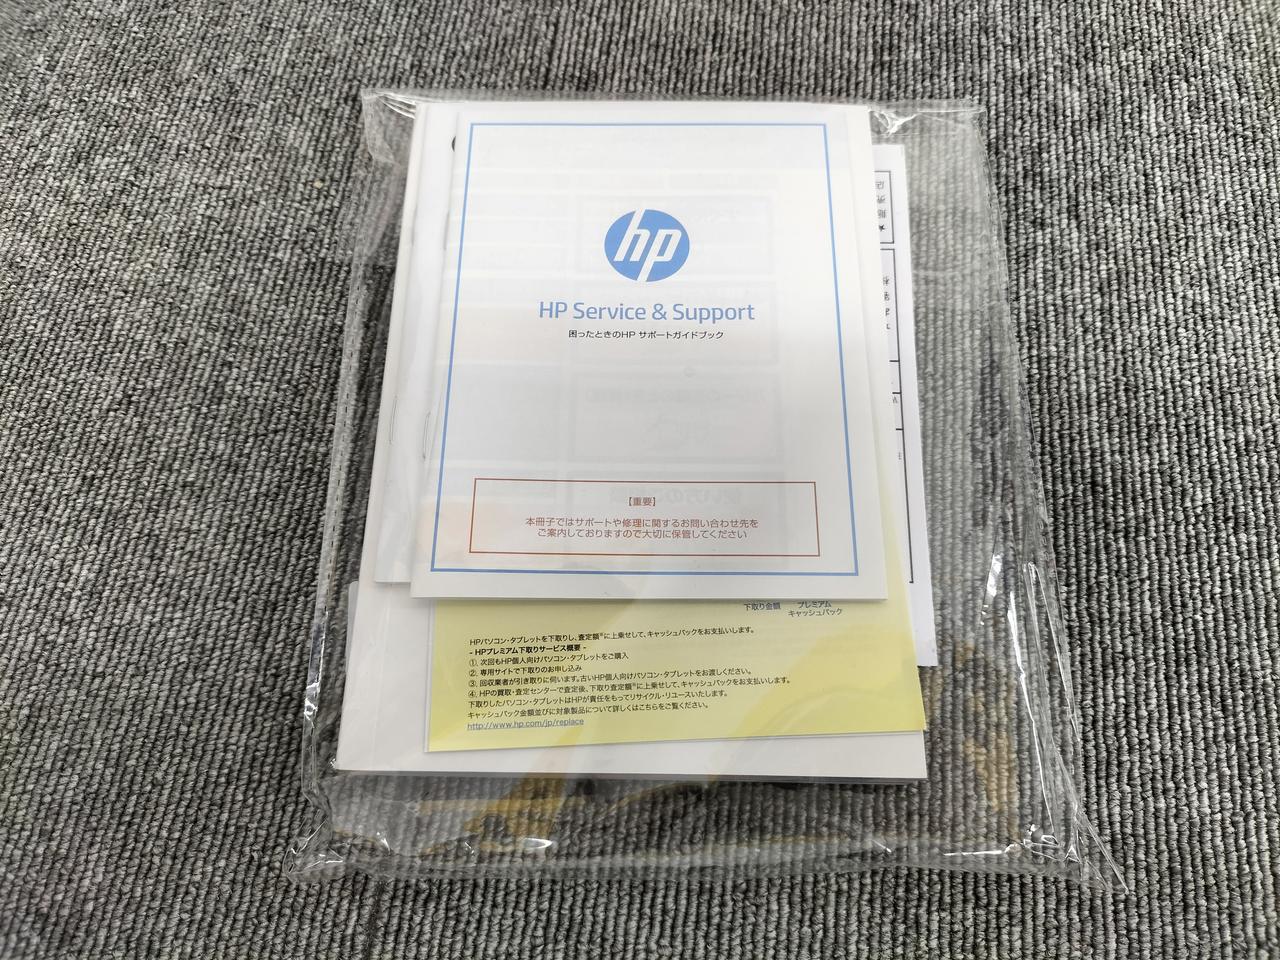 hp
HP Service & Support
困ったときのHP サポートガイドブック
【重要】
本冊子ではサポートや修理に関するお問い合わせ先を
ご案内しておりますので大切に保管してください
下取り金額
プレミアム
キャッシュバック
HPパソコン・タブレットを下取りし、査定額※に上乗せして、キャッシュバックをお支払いします。
- HPプレミアム下取りサービス概要 -
①. 次回もHP個人向けパソコン・タブレットをご購入
②. 専用サイトで下取りのお申し込み
③. 回収業者が引き取りに伺います。古いHP個人向けパソコン・タブレットをお渡しください。
④. HPの買取・査定センターで査定後、下取り査定額※に上乗せして、キャッシュバックをお支払いします。
下取りしたパソコン・タブレットはHPが責任をもってリサイクル・リユースいたします。
キャッシュバック金額並びに対象製品について詳しくはこちらをご覧ください。
http://www.hp.com/jp/replace
★販売店